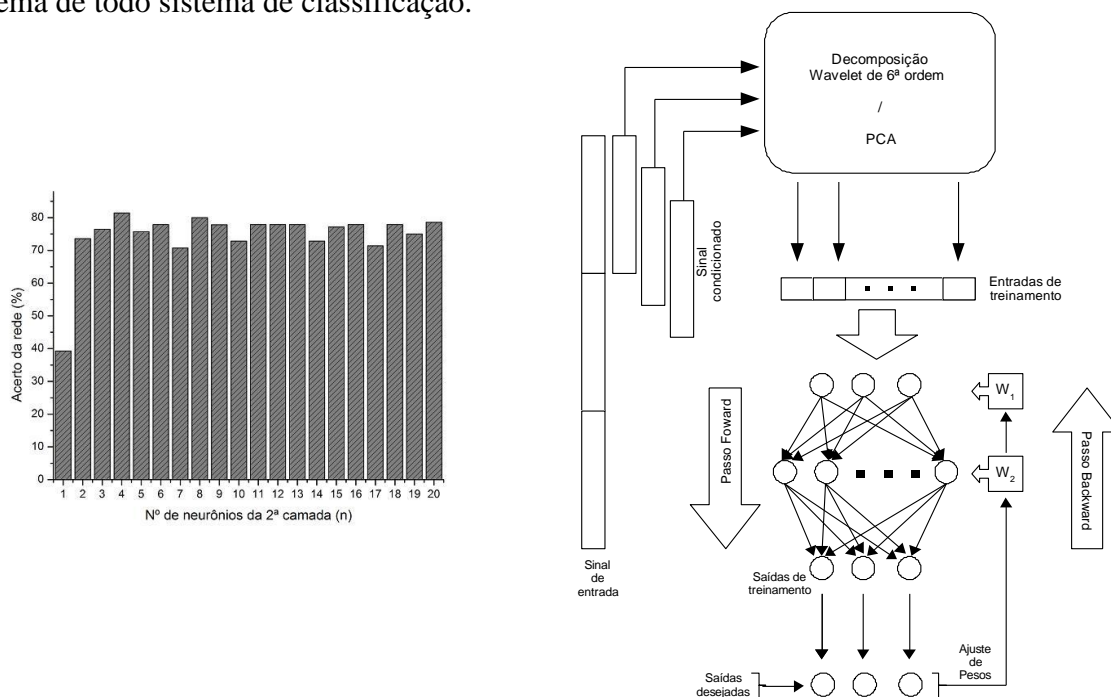 ema de todo sistema de classificação.
Acerto da rede (%)
80
70
60
50
40
30
20
10
0
1 2 3 4 5 6 7 8 9 10 11 12 13 14 15 16 17 18 19 20
Nº de neurônios da 2ª camada (n)
Decomposição
Wavelet de 6ª ordem
/
PCA
Sinal
condicionado
Entradas de
treinamento
Passo Foward
W1
W2
Passo Backward
Sinal
de
entrada
Saídas de
treinamento
Ajuste
de
Pesos
Saídas
desejadas